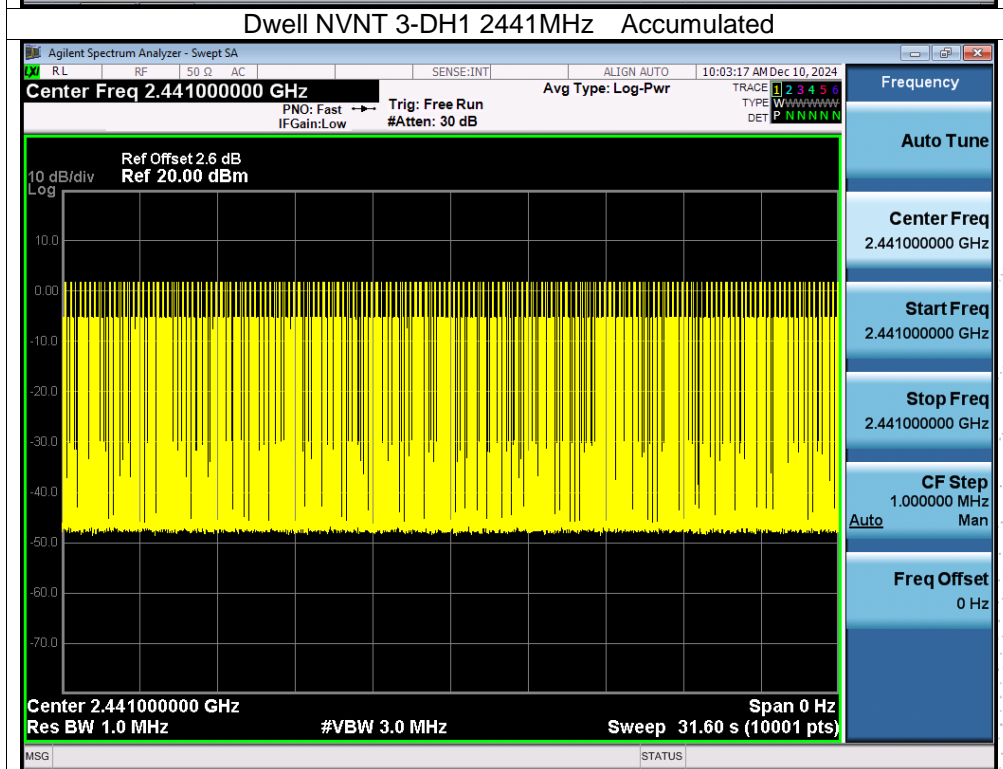 Dwell NVNT 3-DH1 2441MHz Accumulated
Agilent Spectrum Analyzer - Swept SA
LXI RL RF 50 Ω AC SENSE:INT ALIGN AUTO 10:03:17 AM Dec 10, 2024
Center Freq 2.441000000 GHz
PNO: Fast
IFGain:Low
Trig: Free Run
#Atten: 30 dB
Avg Type: Log-Pwr
TRACE 1 2 3 4 5 6
TYPE WWWWWW
DET P N N N N N
Ref Offset 2.6 dB
10 dB/div Ref 20.00 dBm
Log
10.0
0.00
-10.0
-20.0
-30.0
-40.0
-50.0
-60.0
-70.0
Center 2.441000000 GHz Span 0 Hz
Res BW 1.0 MHz #VBW 3.0 MHz Sweep 31.60 s (10001 pts)
MSG STATUS
Frequency
Auto Tune
Center Freq
2.441000000 GHz
Start Freq
2.441000000 GHz
Stop Freq
2.441000000 GHz
CF Step
1.000000 MHz
Auto Man
Freq Offset
0 Hz